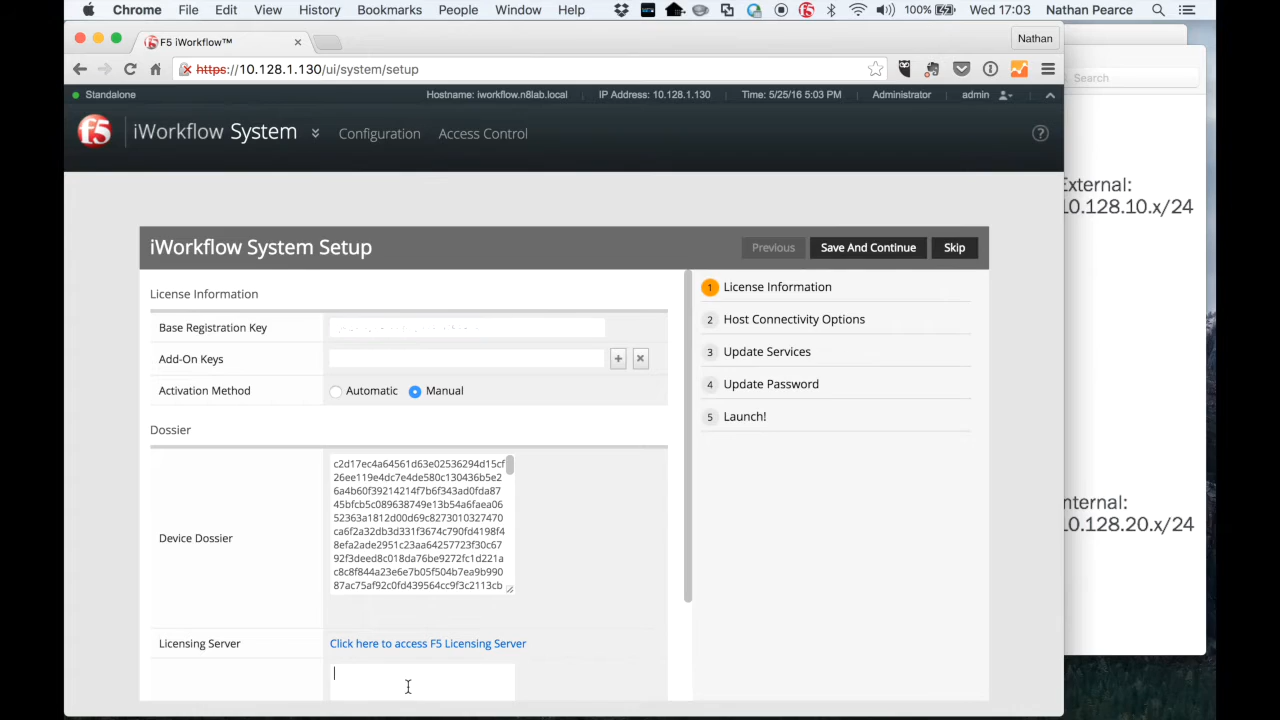 Chrome File Edit View History Bookmarks People Window Help 100% Wed 17:03 Nathan Pearce
F5 iWorkflow™ Nathan
https://10.128.1.130/ui/system/setup
Search
Standalone Hostname: iworkflow.n8lab.local IP Address: 10.128.1.130 Time: 5/25/16 5:03 PM Administrator admin
f5 iWorkflow System Configuration Access Control ?
External:
10.128.10.x/24
iWorkflow System Setup Previous Save And Continue Skip
License Information
Base Registration Key
Add-On Keys + ×
Activation Method Automatic Manual
Dossier
Device Dossier
c2d17ec4a64561d63e02536294d15cf
26ee119e4dc7e4de580c130436b5e2
6a4b60f39214214f7b6f343ad0fda87
45bfcb5c089638749e13b54a6faea06
52363a1812d00d69c8273010327470
ca6f2a32db3d331f3674c790fd4198f4
8efa2ade2951c23aa64257723f30c67
92f3deed8c018da76be9272fc1d221a
c8c8f844a23e6e7b05f504b7ea9b990
87ac75af92c0fd439564cc9f3c2113cb
Licensing Server Click here to access F5 Licensing Server
1 License Information
2 Host Connectivity Options
3 Update Services
4 Update Password
5 Launch!
Internal:
10.128.20.x/24